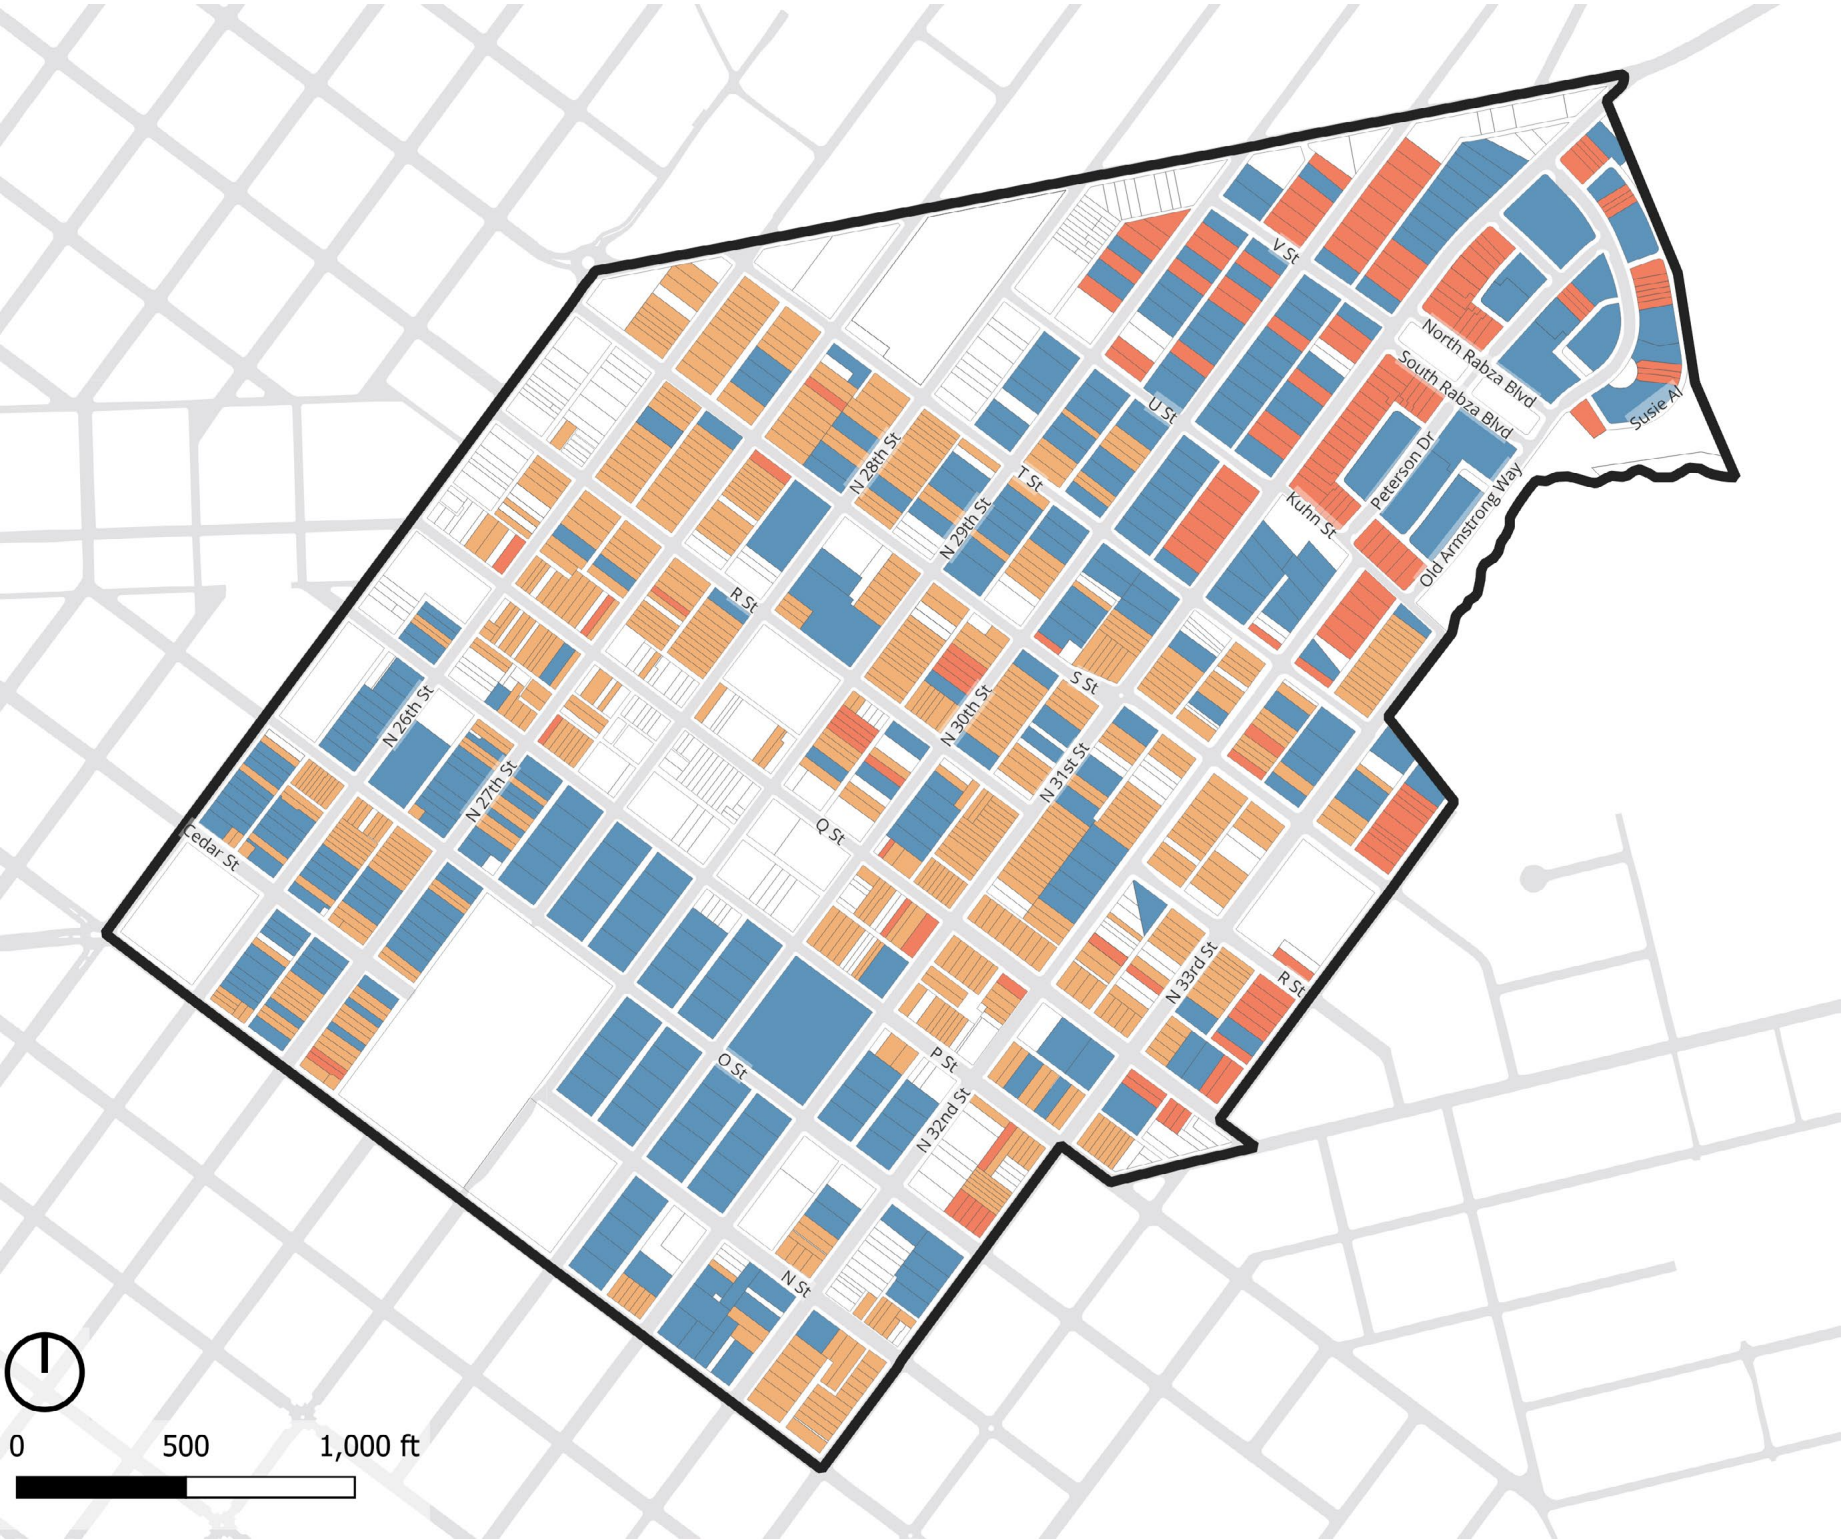 V St
North Rabza Blvd
South Rabza Blvd
Susie Al
U St
N 28th St
T St
Peterson Dr
Kuhn St
N 29th St
Old Armstrong Way
R St
S St
N 26th St
N 30th St
N 31st St
N 27th St
Q St
Cedar St
N 33rd St
R St
P St
O St
N 32nd St
N St
0 500 1,000 ft